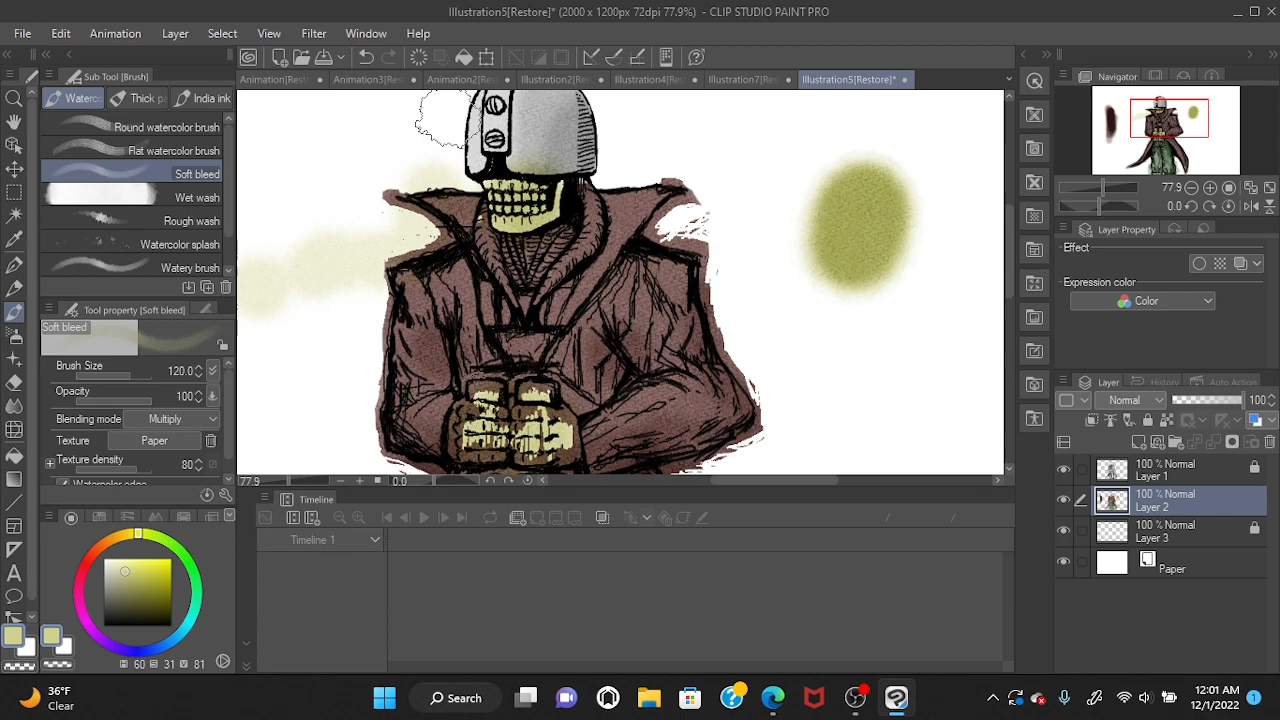 Illustration5[Restore]* (2000 x 1200px 72dpi 77.9%) - CLIP STUDIO PAINT PRO
File Edit Animation Layer Select View Filter Window Help
Animation[Rest Animation3[Re Animation2[Re Illustration2[Re Illustration4[Re Illustration7[Re Illustration5[Restore]*
Sub Tool [Brush]
Waterc Thick p India ink
Round watercolor brush
Flat watercolor brush
Soft bleed
Wet wash
Rough wash
Watercolor splash
Watery brush
Tool property [Soft bleed]
Soft bleed
Brush Size 120.0
Opacity 100
Blending mode Multiply
Texture Paper
Texture density 80
Watercolor edge
H 60 S 31 V 81
77.9 0.0
Timeline
Timeline 1
Navigator
77.9
0.0
Layer Property
Effect
Expression color
Color
Layer History Auto Action
Normal 100
100 % Normal
Layer 1
100 % Normal
Layer 2
100 % Normal
Layer 3
Paper
36°F
Clear
Search
12:01 AM
12/1/2022
1